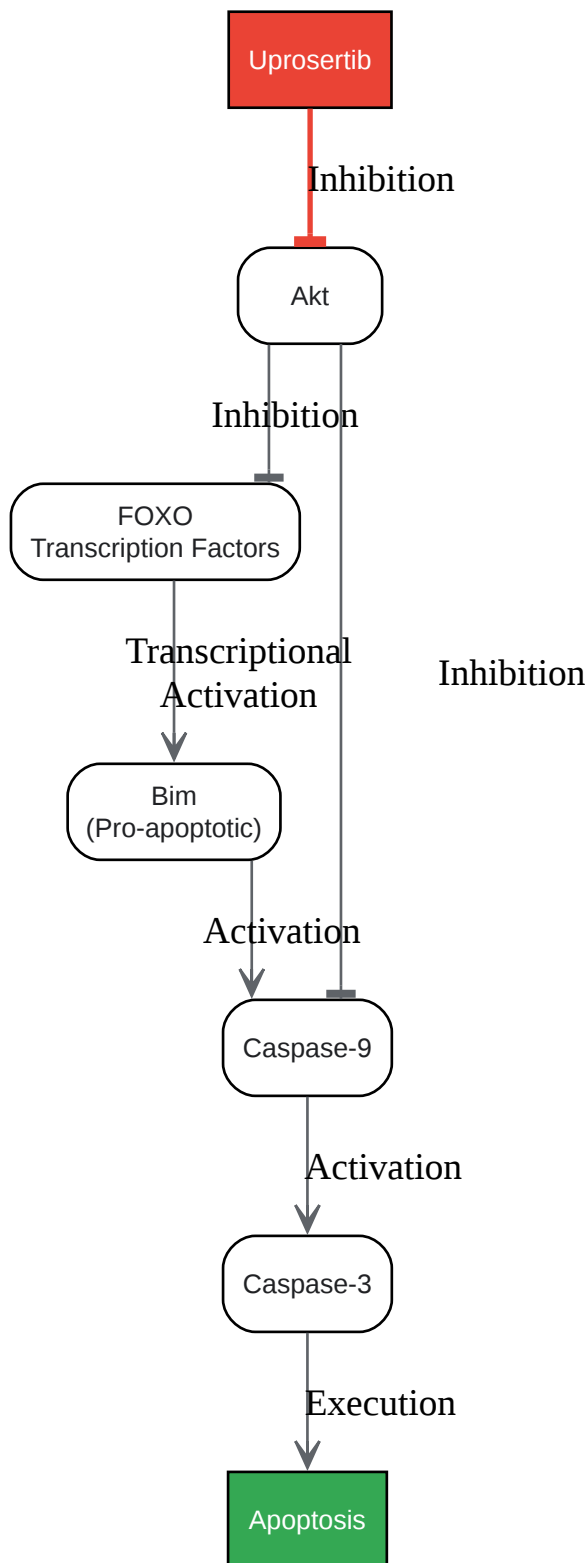 Uprosertib
Inhibition
Akt
Inhibition
FOXO
Transcription Factors
Transcriptional
Activation
Inhibition
Bim
(Pro-apoptotic)
Activation
Caspase-9
Activation
Caspase-3
Execution
Apoptosis